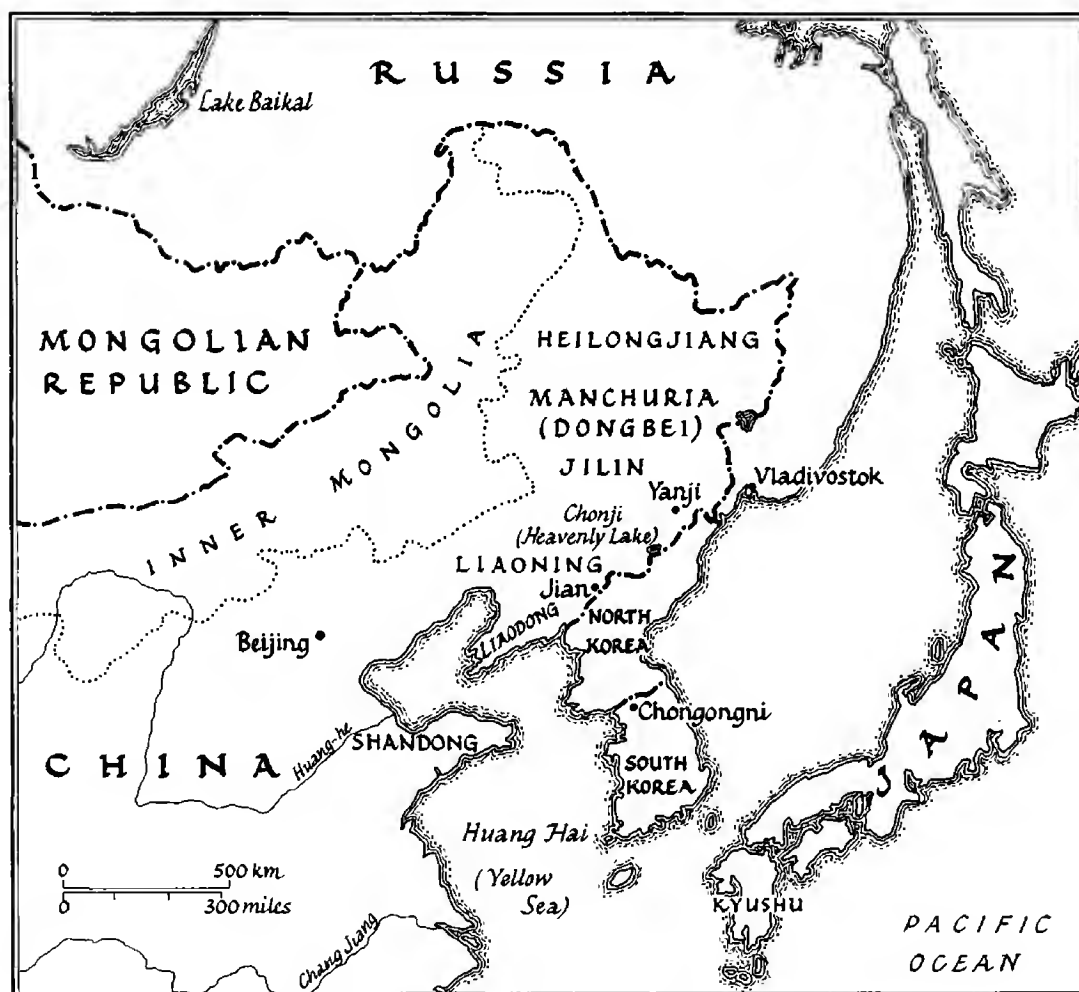 RUSSIA
Lake Baikal
1
MONGOLIAN
REPUBLIC
HEILONGJIANG
MANCHURIA
(DONGBEI)
JILIN
INNER MONGOLIA
Yanji
Vladivostok
Chonji
(Heavenly Lake)
LIAONING
Jian
LIAODONG
NORTH
KOREA
Beijing
JAPAN
Chongongni
CHINA
Huang-he
SHANDONG
SOUTH
KOREA
Huang Hai
(Yellow
Sea)
0 500 km
0 300 miles
KYUSHU
Chang Jiang
PACIFIC
OCEAN